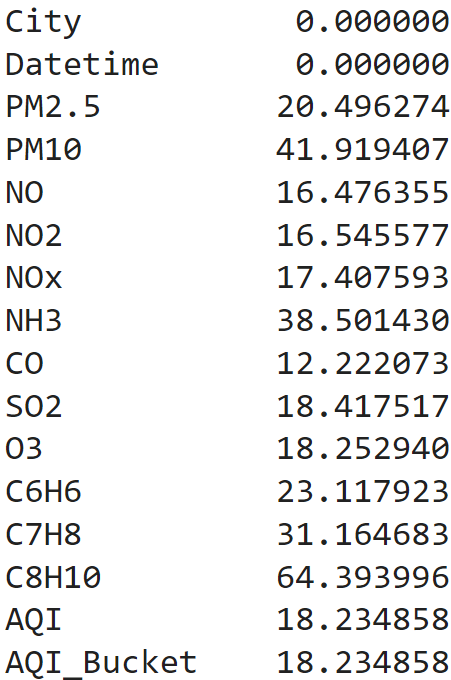 City 0.000000
Datetime 0.000000
PM2.5 20.496274
PM10 41.919407
NO 16.476355
NO2 16.545577
NOx 17.407593
NH3 38.501430
CO 12.222073
SO2 18.417517
O3 18.252940
C6H6 23.117923
C7H8 31.164683
C8H10 64.393996
AQI 18.234858
AQI_Bucket 18.234858